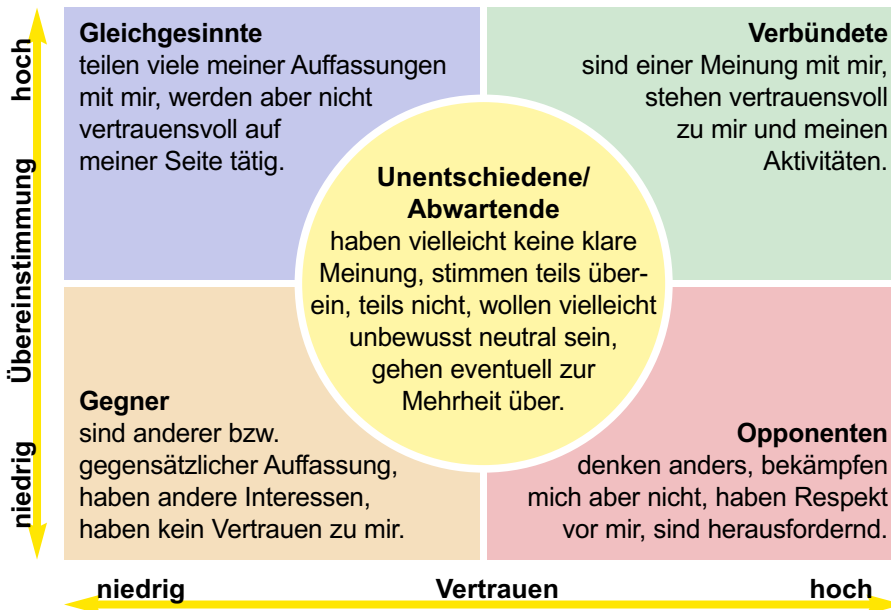 Gleichgesinnte
teilen viele meiner Auffassungen
mit mir, werden aber nicht
vertrauensvoll auf
meiner Seite tätig.
Verbündete
sind einer Meinung mit mir,
stehen vertrauensvoll
zu mir und meinen
Aktivitäten.
Unentschiedene/
Abwartende
haben vielleicht keine klare
Meinung, stimmen teils über-
ein, teils nicht, wollen vielleicht
unbewusst neutral sein,
gehen eventuell zur
Mehrheit über.
Gegner
sind anderer bzw.
gegensätzlicher Auffassung,
haben andere Interessen,
haben kein Vertrauen zu mir.
Opponenten
denken anders, bekämpfen
mich aber nicht, haben Respekt
vor mir, sind herausfordernd.
niedrig Übereinstimmung hoch
niedrig Vertrauen hoch